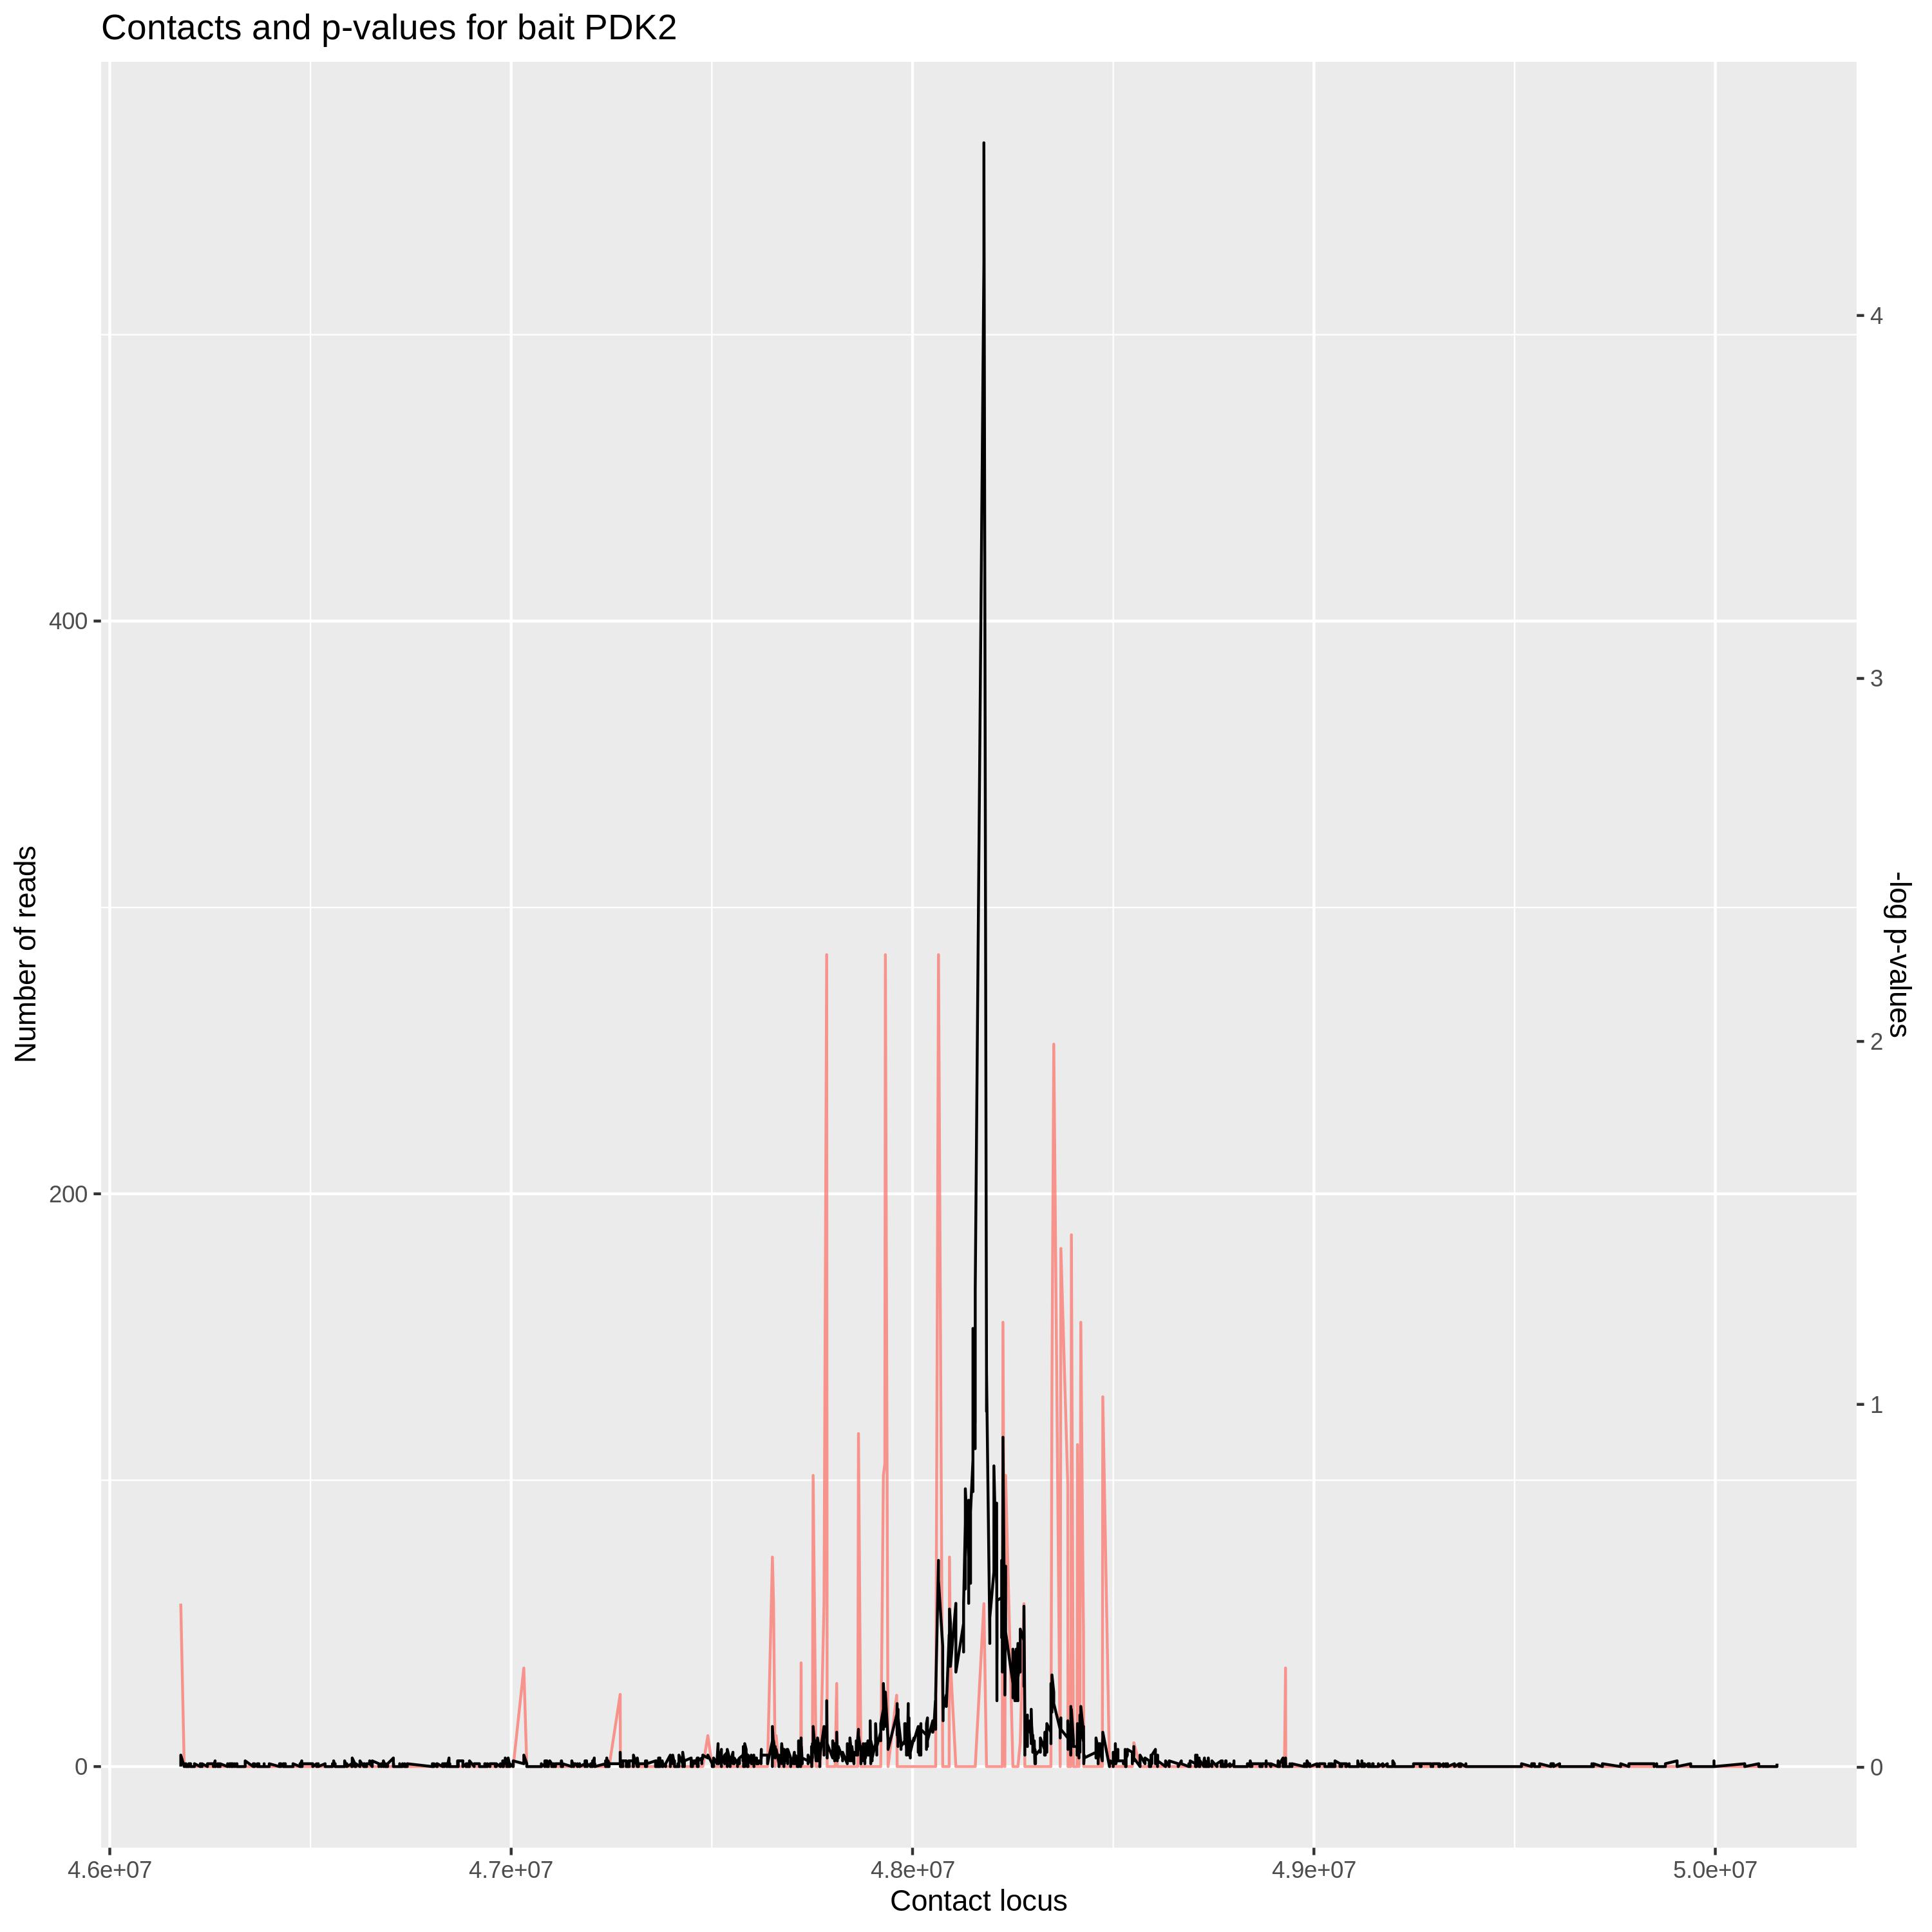 Contacts and p-values for bait PDK2
Number of reads
400
200
0
4
3
2
1
0
-log p-values
4.6e+07
4.7e+07
4.8e+07
4.9e+07
5.0e+07
Contact locus